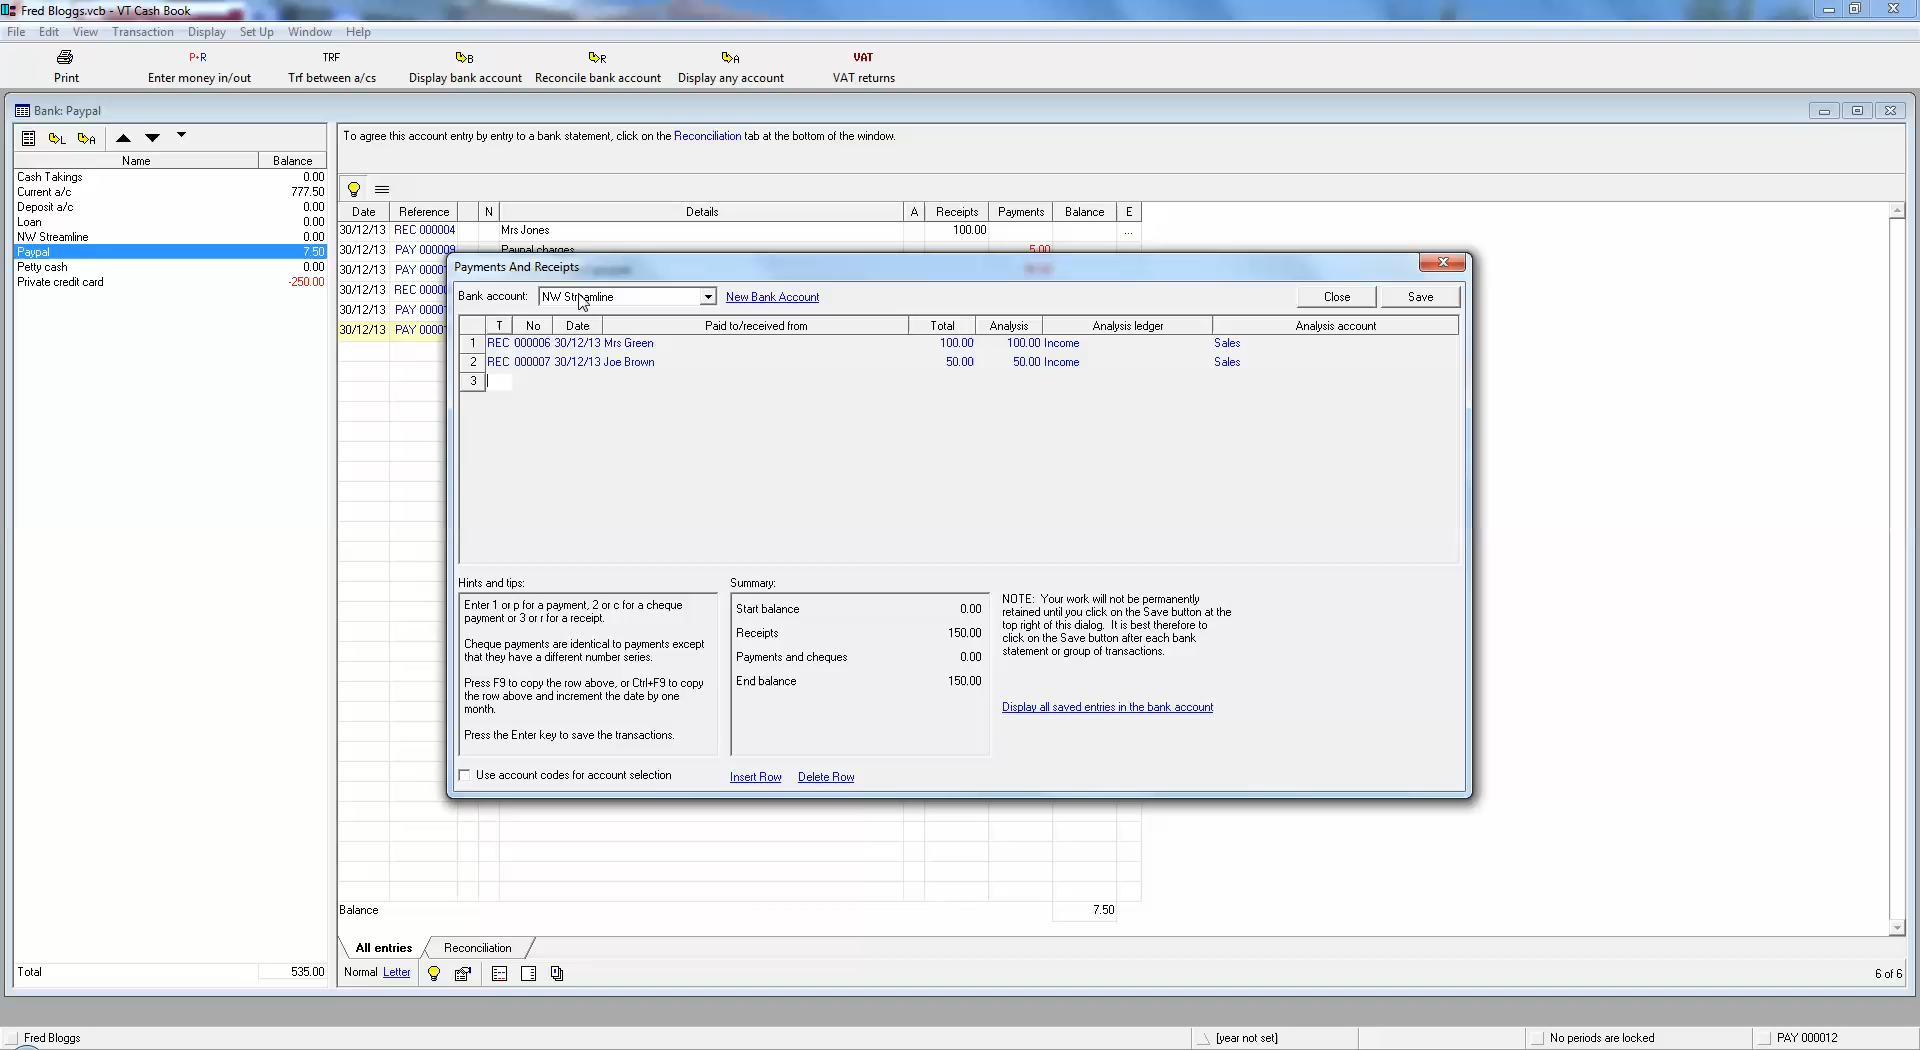 Fred Bloggs.vcb - VT Cash Book
File Edit View Transaction Display Set Up Window Help
P+R TRF B R A VAT
Print Enter money in/out Trf between a/cs Display bank account Reconcile bank account Display any account VAT returns
Bank: Paypal
L A
To agree this account entry by entry to a bank statement, click on the Reconciliation tab at the bottom of the window.
Name Balance
Cash Takings 0.00
Current a/c 777.50
Deposit a/c 0.00
Loan 0.00
NW Streamline 0.00
Paypal 7.50
Petty cash 0.00
Private credit card -250.00
Total 535.00
Date Reference N Details A Receipts Payments Balance E
30/12/13 REC 000004 Mrs Jones 100.00 ...
30/12/13 PAY 000009 Paypal charges 5.00
30/12/13 PAY
30/12/13 REC
30/12/13 PAY
30/12/13 PAY
Payments And Receipts
Bank account: NW Streamline New Bank Account Close Save
T No Date Paid to/received from Total Analysis Analysis ledger Analysis account
1 REC 000006 30/12/13 Mrs Green 100.00 100.00 Income Sales
2 REC 000007 30/12/13 Joe Brown 50.00 50.00 Income Sales
3
Hints and tips:
Enter 1 or p for a payment, 2 or c for a cheque
payment or 3 or r for a receipt.
Cheque payments are identical to payments except
that they have a different number series.
Press F9 to copy the row above, or Ctrl+F9 to copy
the row above and increment the date by one
month.
Press the Enter key to save the transactions.
Use account codes for account selection
Summary:
Start balance 0.00
Receipts 150.00
Payments and cheques 0.00
End balance 150.00
Insert Row Delete Row
NOTE: Your work will not be permanently
retained until you click on the Save button at the
top right of this dialog. It is best therefore to
click on the Save button after each bank
statement or group of transactions.
Display all saved entries in the bank account
Balance 7.50
All entries Reconciliation
Normal Letter 6 of 6
Fred Bloggs [year not set] No periods are locked PAY 000012